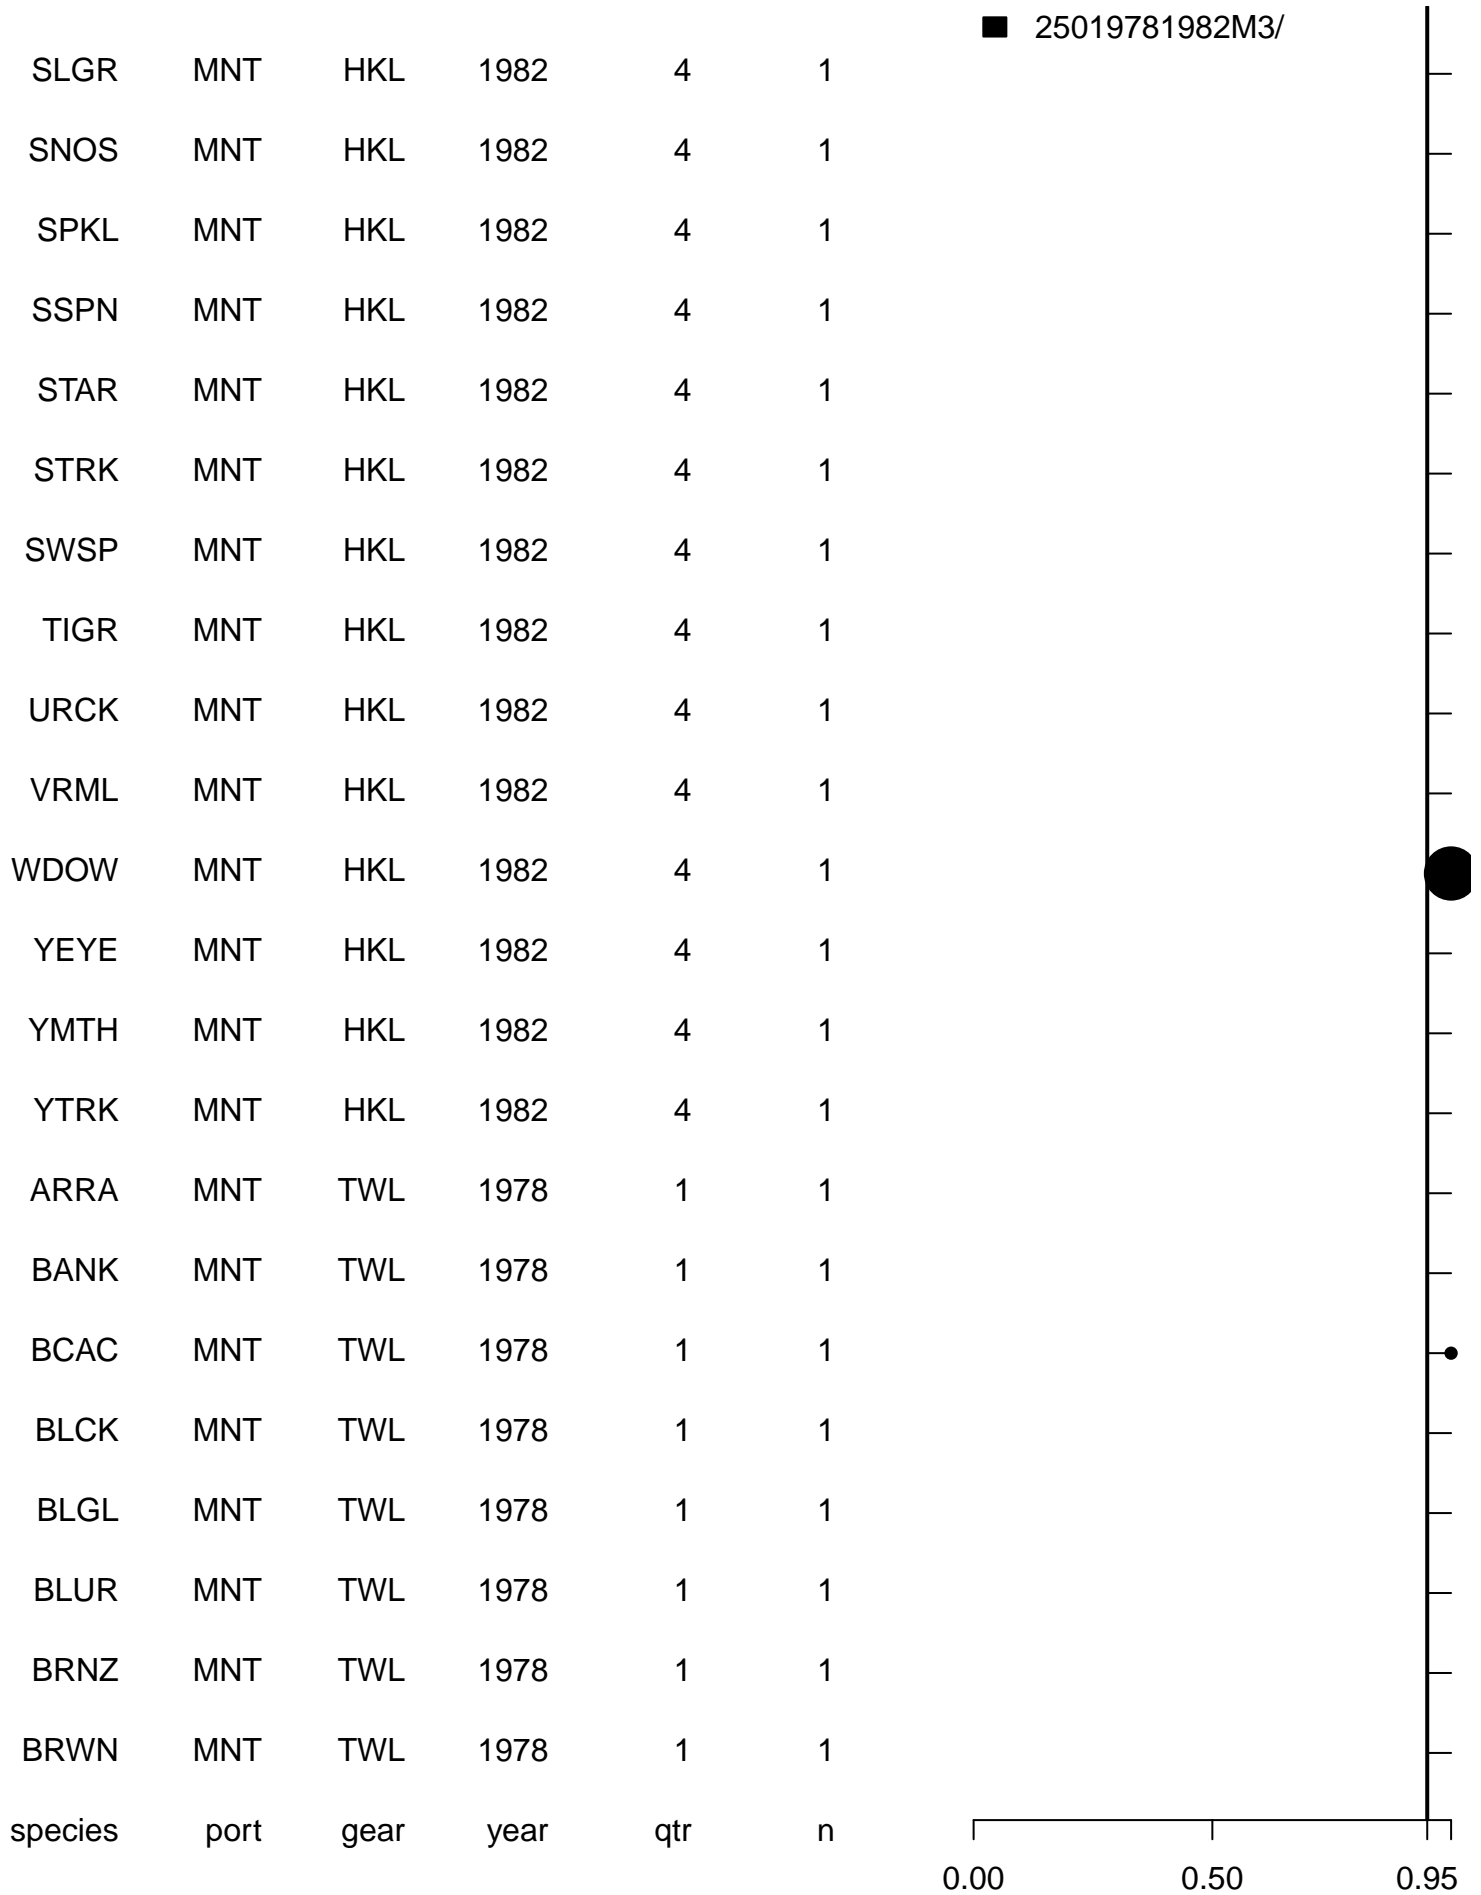 25019781982M3/
SLGR MNT HKL 1982 4 1
SNOS MNT HKL 1982 4 1
SPKL MNT HKL 1982 4 1
SSPN MNT HKL 1982 4 1
STAR MNT HKL 1982 4 1
STRK MNT HKL 1982 4 1
SWSP MNT HKL 1982 4 1
TIGR MNT HKL 1982 4 1
URCK MNT HKL 1982 4 1
VRML MNT HKL 1982 4 1
WDOW MNT HKL 1982 4 1
YEYE MNT HKL 1982 4 1
YMTH MNT HKL 1982 4 1
YTRK MNT HKL 1982 4 1
ARRA MNT TWL 1978 1 1
BANK MNT TWL 1978 1 1
BCAC MNT TWL 1978 1 1
BLCK MNT TWL 1978 1 1
BLGL MNT TWL 1978 1 1
BLUR MNT TWL 1978 1 1
BRNZ MNT TWL 1978 1 1
BRWN MNT TWL 1978 1 1
species port gear year qtr n
0.00 0.50 0.95